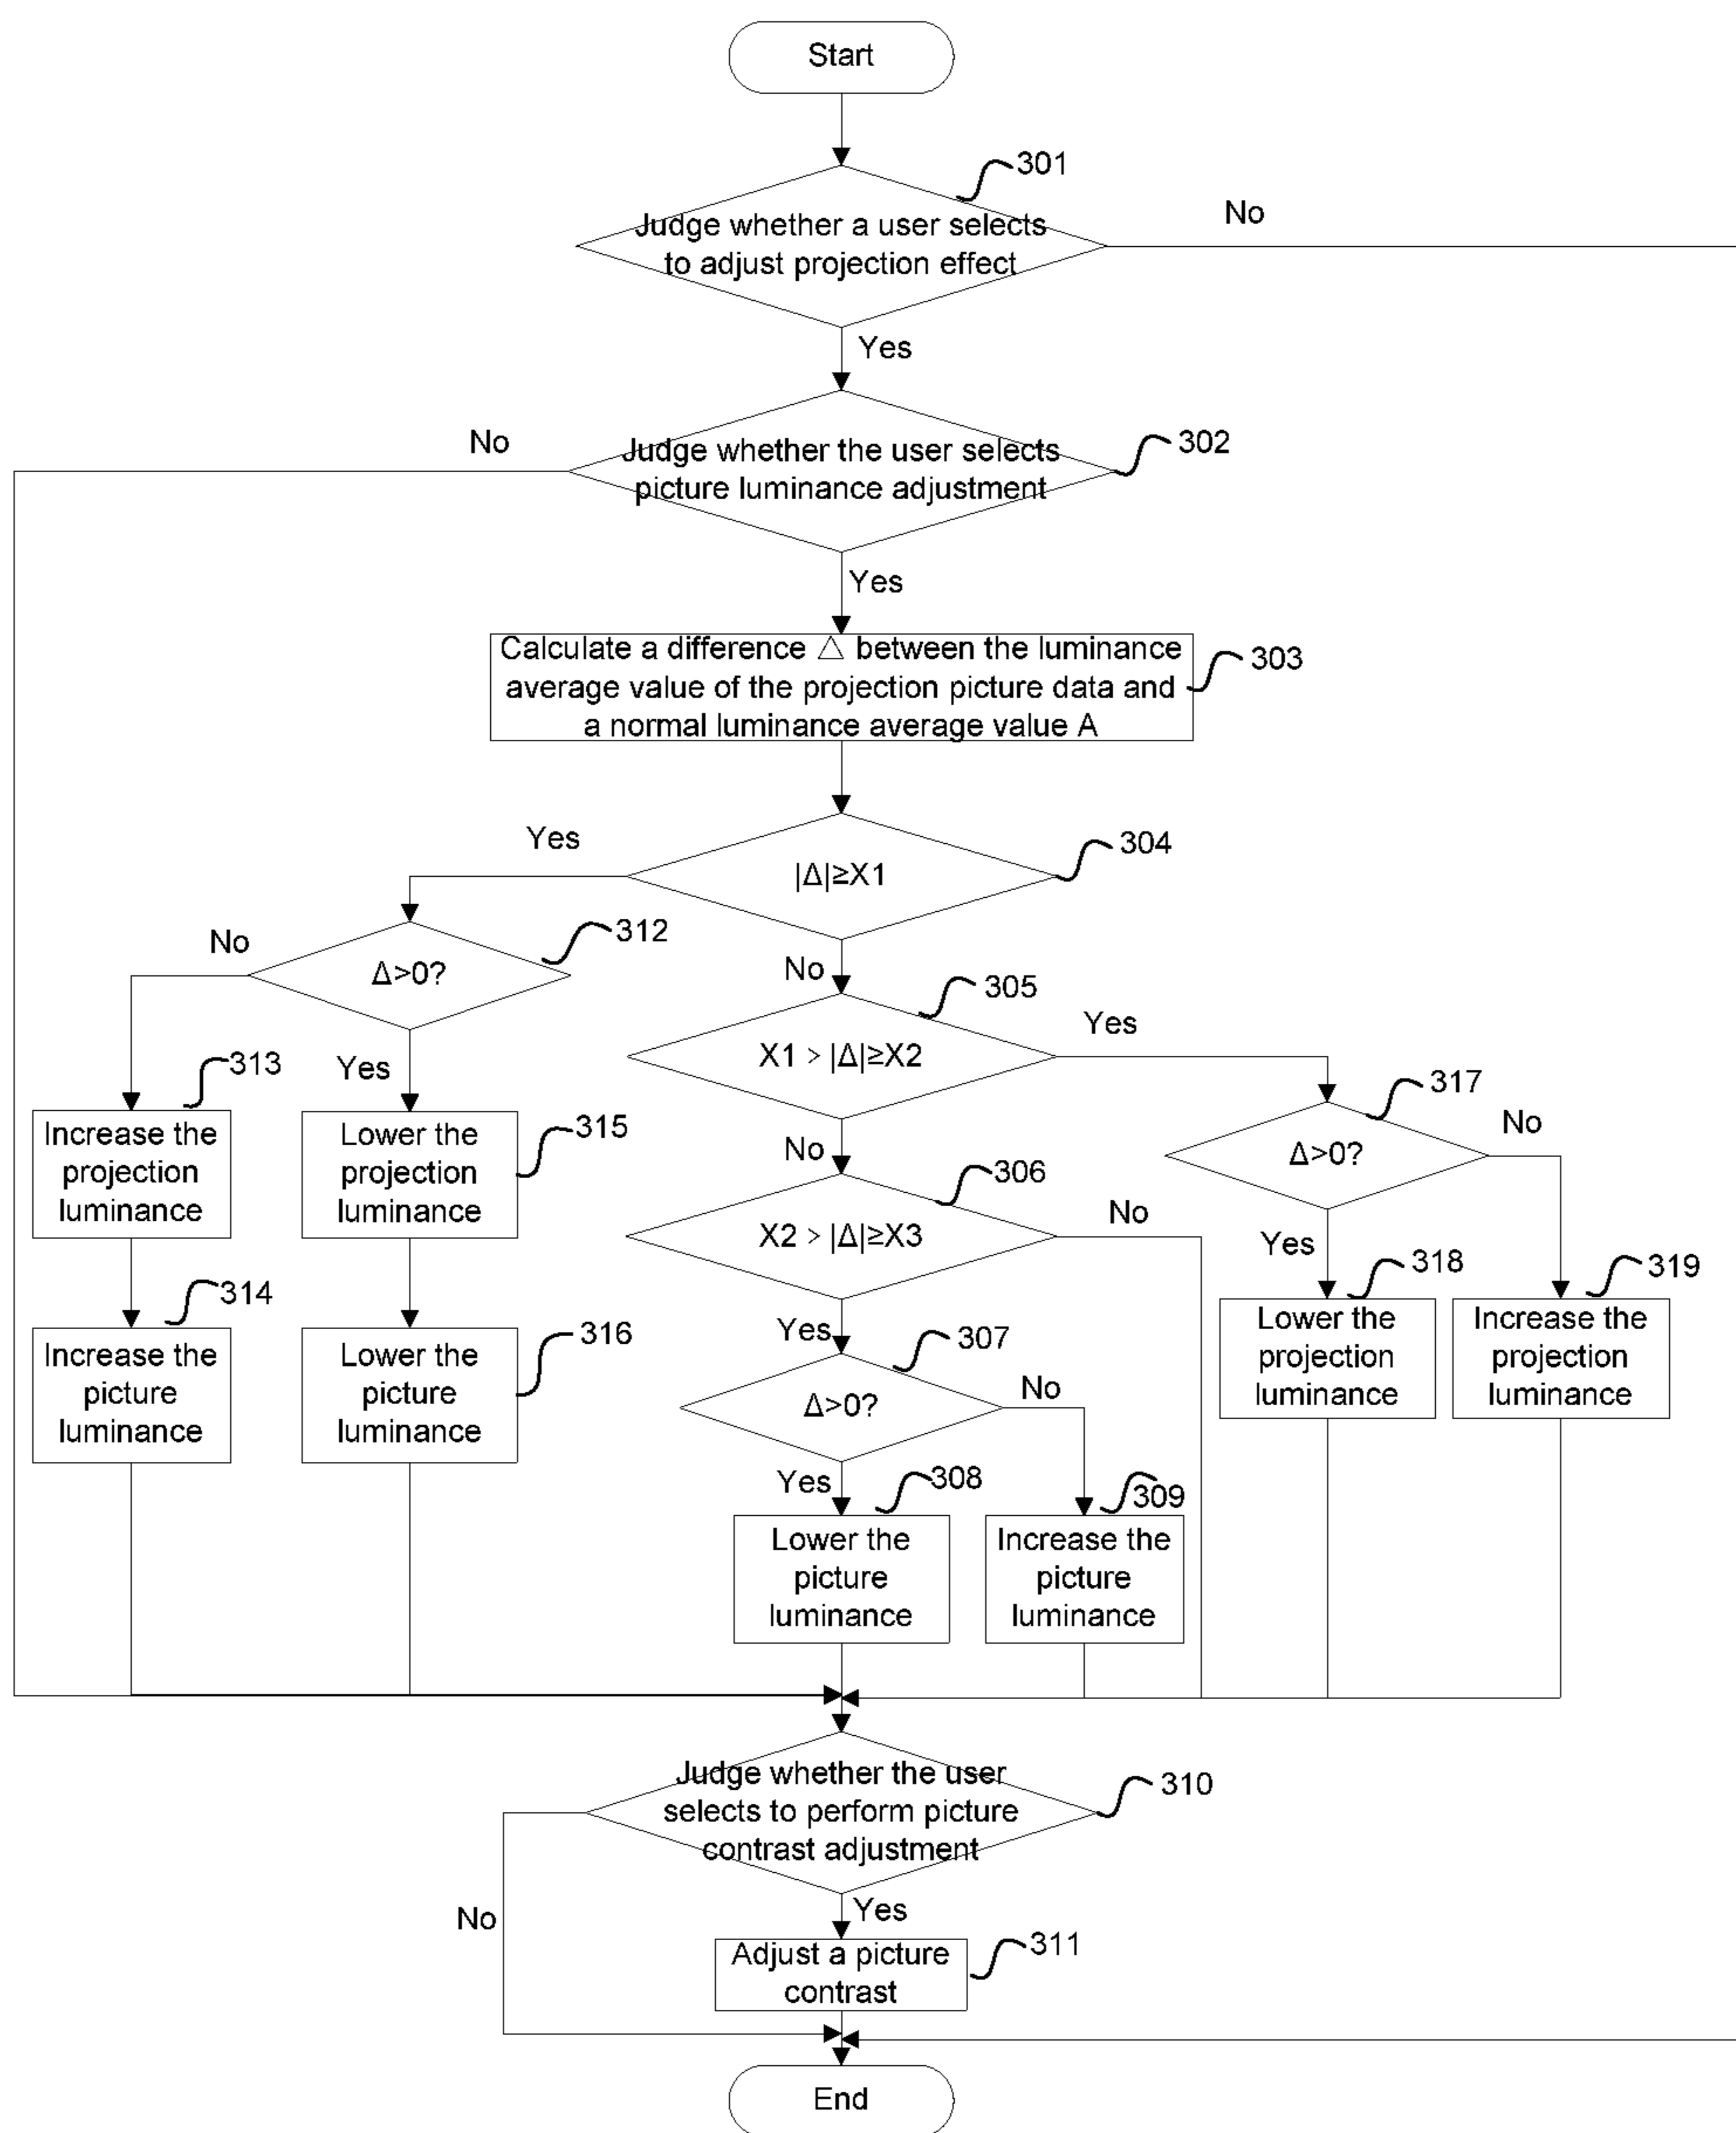 Start
301
Judge whether a user selects
to adjust projection effect
No
Yes
302
Judge whether the user selects
picture luminance adjustment
No
Yes
Calculate a difference △ between the luminance
average value of the projection picture data and
a normal luminance average value A
303
Yes
|Δ|≥X1
304
No
Δ>0?
312
No
305
X1 > |Δ|≥X2
Yes
313
Increase the
projection
luminance
Yes
Lower the
projection
luminance
315
No
317
Δ>0?
No
306
X2 > |Δ|≥X3
No
314
Increase the
picture
luminance
Lower the
picture
luminance
316
Yes
307
Δ>0?
No
Yes
318
Lower the
projection
luminance
319
Increase the
projection
luminance
Yes
308
Lower the
picture
luminance
309
Increase the
picture
luminance
Judge whether the user
selects to perform picture
contrast adjustment
310
No
Yes
Adjust a picture
contrast
311
End